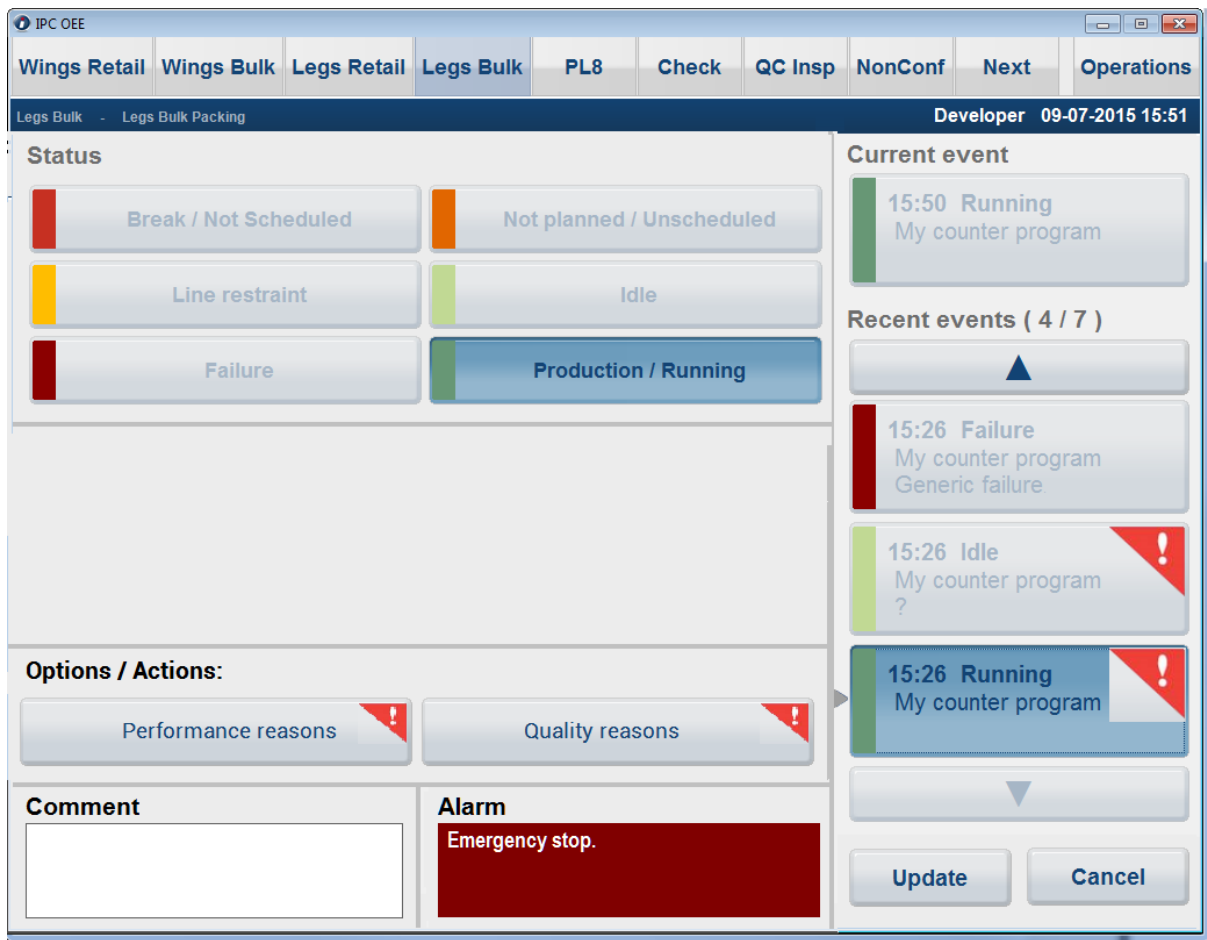 IPC OEE
Wings Retail Wings Bulk Legs Retail Legs Bulk PL8 Check QC Insp NonConf Next Operations
Legs Bulk - Legs Bulk Packing Developer 09-07-2015 15:51
Status
Break / Not Scheduled Not planned / Unscheduled
Line restraint Idle
Failure Production / Running
Options / Actions:
Performance reasons ! Quality reasons !
Comment
Alarm
Emergency stop.
Current event
15:50 Running
My counter program
Recent events ( 4 / 7 )
15:26 Failure
My counter program
Generic failure.
15:26 Idle !
My counter program
?
15:26 Running !
My counter program
Update Cancel